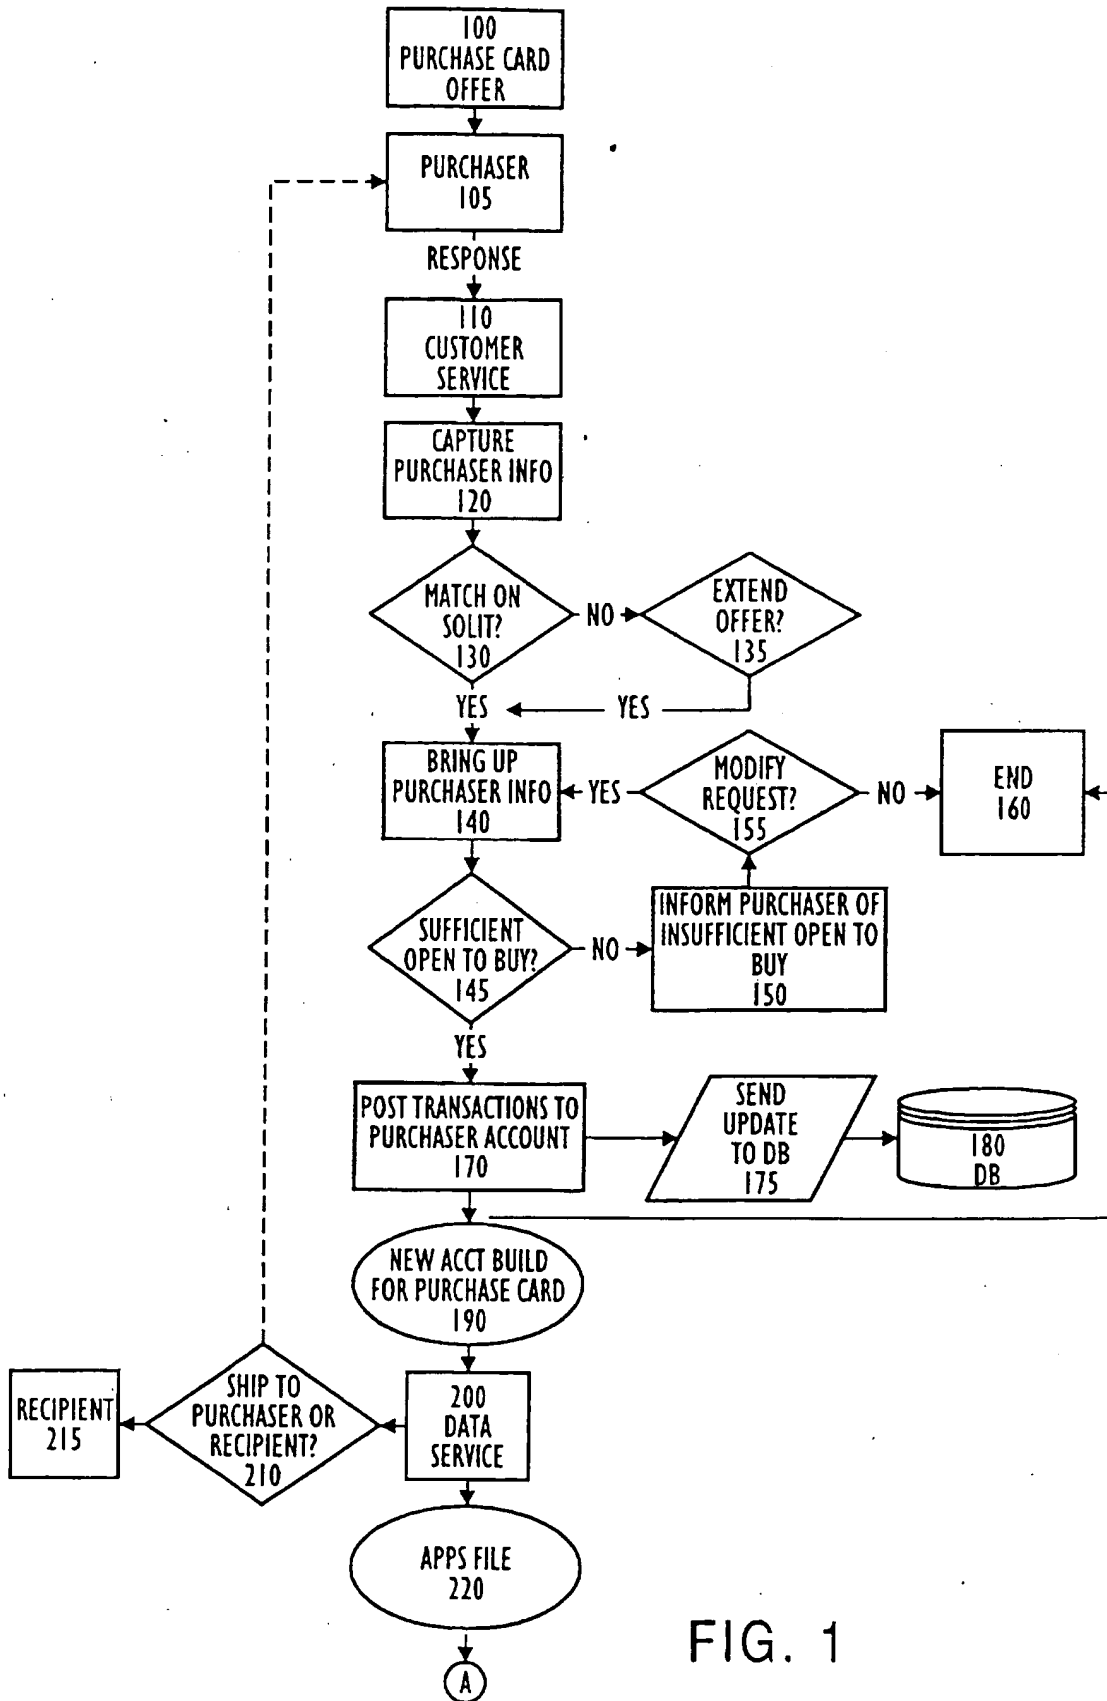 100
PURCHASE CARD
OFFER
PURCHASER
105
RESPONSE
110
CUSTOMER
SERVICE
CAPTURE
PURCHASER INFO
120
MATCH ON
SOLIT?
130
NO
EXTEND
OFFER?
135
YES
YES
BRING UP
PURCHASER INFO
140
YES
MODIFY
REQUEST?
155
NO
END
160
SUFFICIENT
OPEN TO BUY?
145
NO
INFORM PURCHASER OF
INSUFFICIENT OPEN TO
BUY
150
YES
POST TRANSACTIONS TO
PURCHASER ACCOUNT
170
SEND
UPDATE
TO DB
175
180
DB
NEW ACCT BUILD
FOR PURCHASE CARD
190
RECIPIENT
215
SHIP TO
PURCHASER OR
RECIPIENT?
210
200
DATA
SERVICE
APPS FILE
220
A
FIG. 1